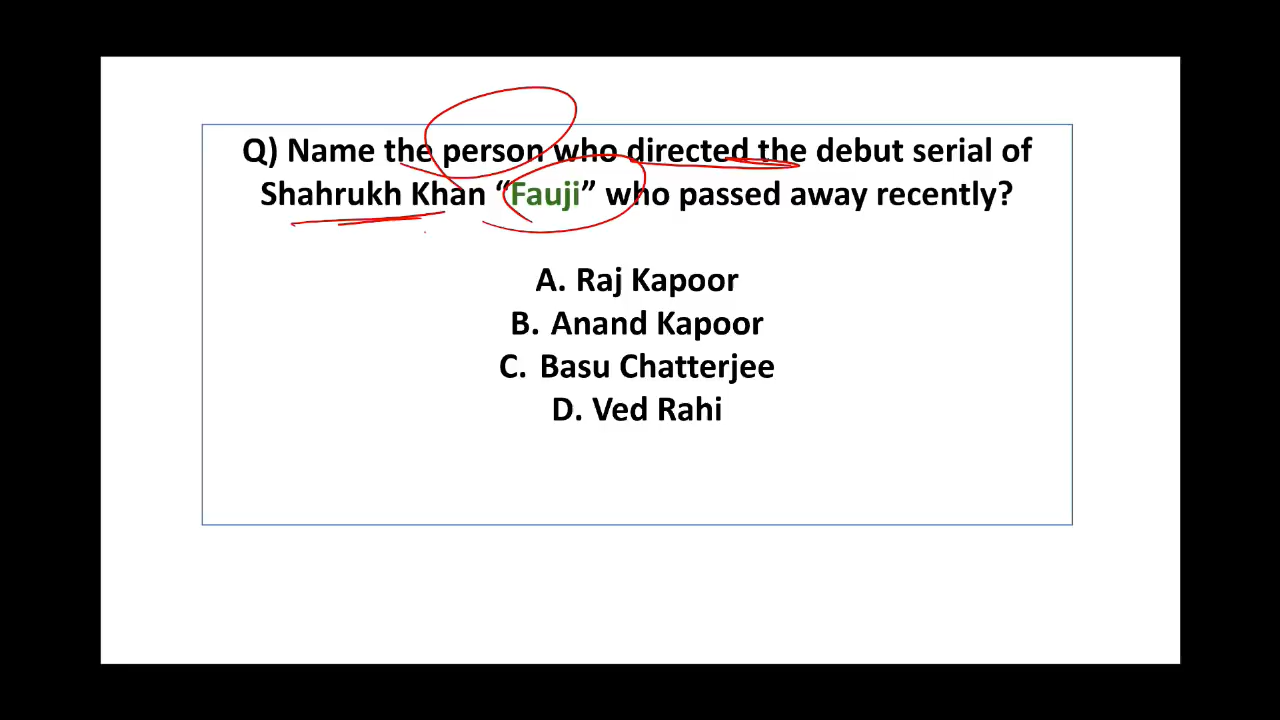 Q) Name the person who directed the debut serial of
Shahrukh Khan “Fauji” who passed away recently?
A. Raj Kapoor
B. Anand Kapoor
C. Basu Chatterjee
D. Ved Rahi